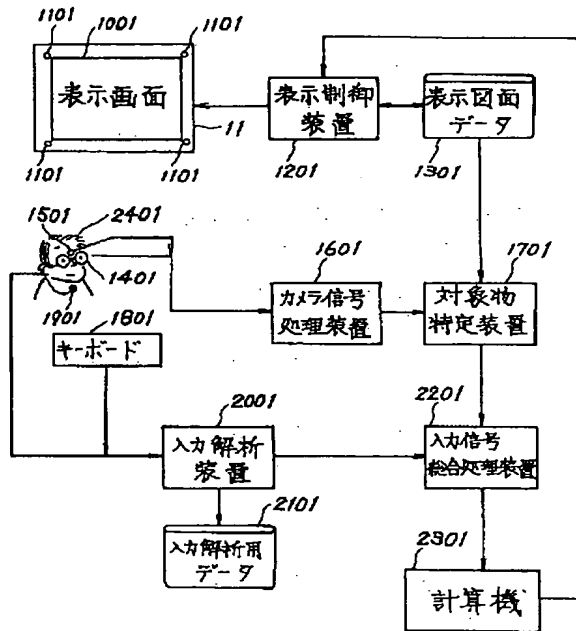 1101
1001
1101
表示画面
11
1101
1101
表示制御
装置
1201
表示図面
データ
1301
1501
2401
1401
1901
1601
カメラ信号
処理装置
1701
対象物
特定装置
1801
キーボード
2001
入力解析
装置
2201
入力信号
総合処理装置
2101
入力解析用
データ
2301
計算機